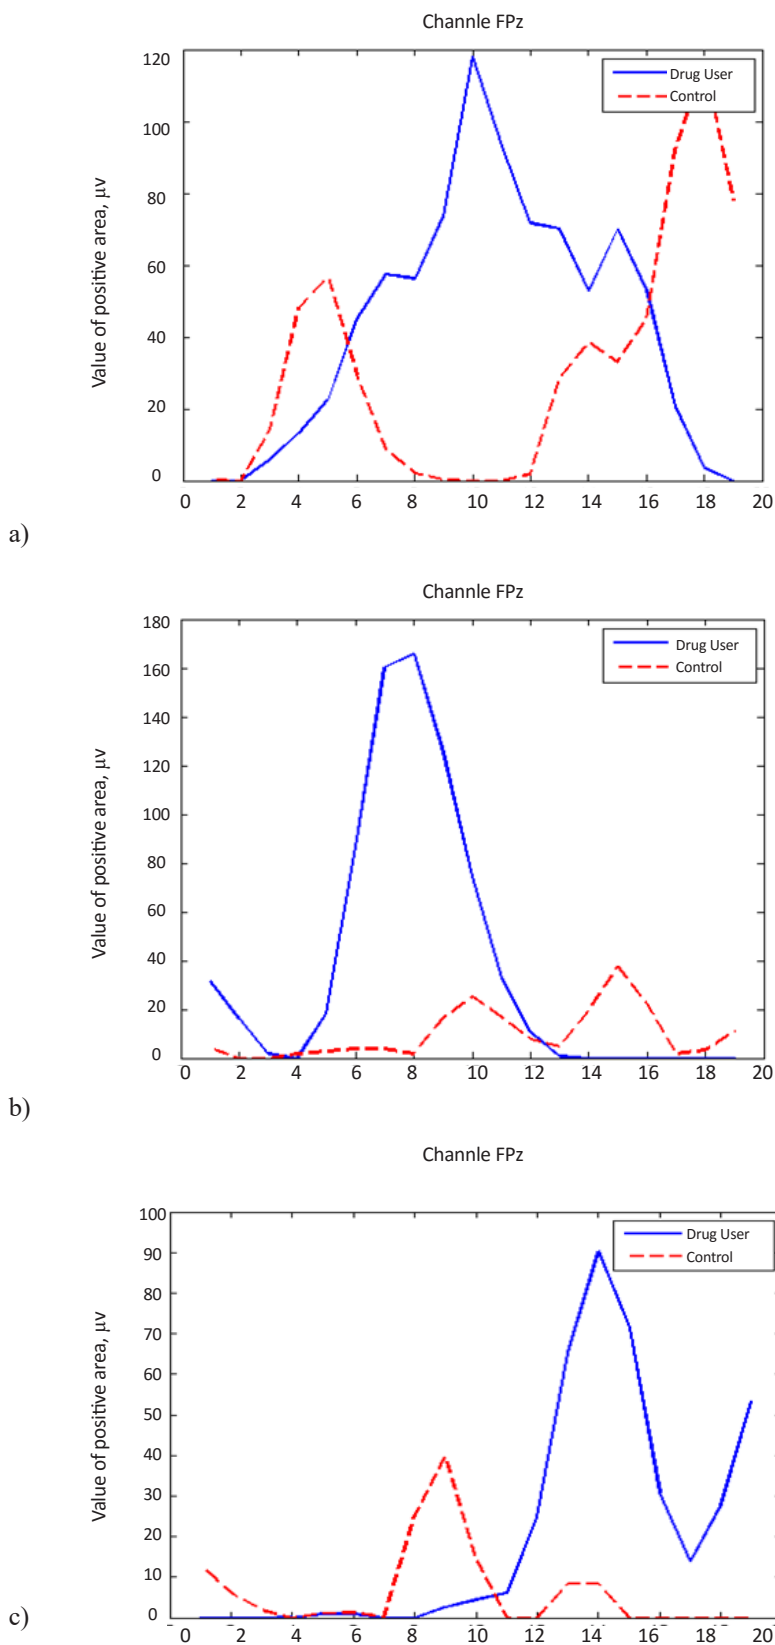 Channle FPz
120
100
80
60
40
20
0
Value of positive area, μv
Drug User
Control
0 2 4 6 8 10 12 14 16 18 20
a)
Channle FPz
180
160
140
120
100
80
60
40
20
0
Value of positive area, μv
Drug User
Control
0 2 4 6 8 10 12 14 16 18 20
b)
Channle FPz
100
90
80
70
60
50
40
30
20
10
0
Value of positive area, μv
Drug User
Control
0 2 4 6 8 10 12 14 16 18 20
c)